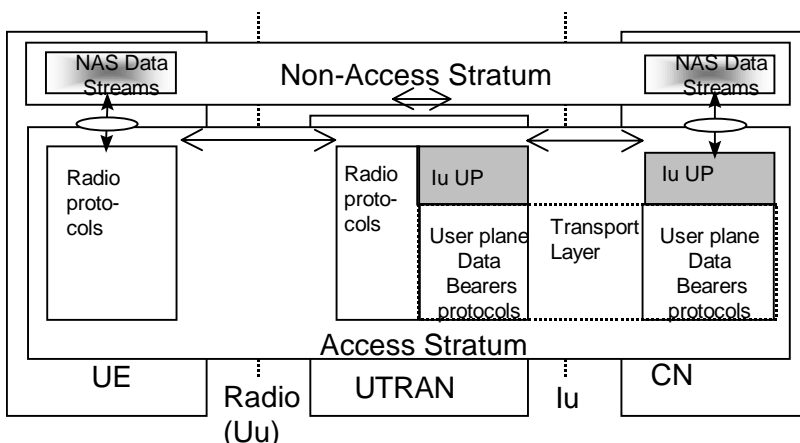 NAS Data
Streams
Non-Access Stratum
NAS Data
Streams
Radio
proto-
cols
Radio
proto-
cols
Iu UP
User plane
Data
Bearers
protocols
Transport
Layer
Iu UP
User plane
Data
Bearers
protocols
Access Stratum
UE
Radio
(Uu)
UTRAN
Iu
CN